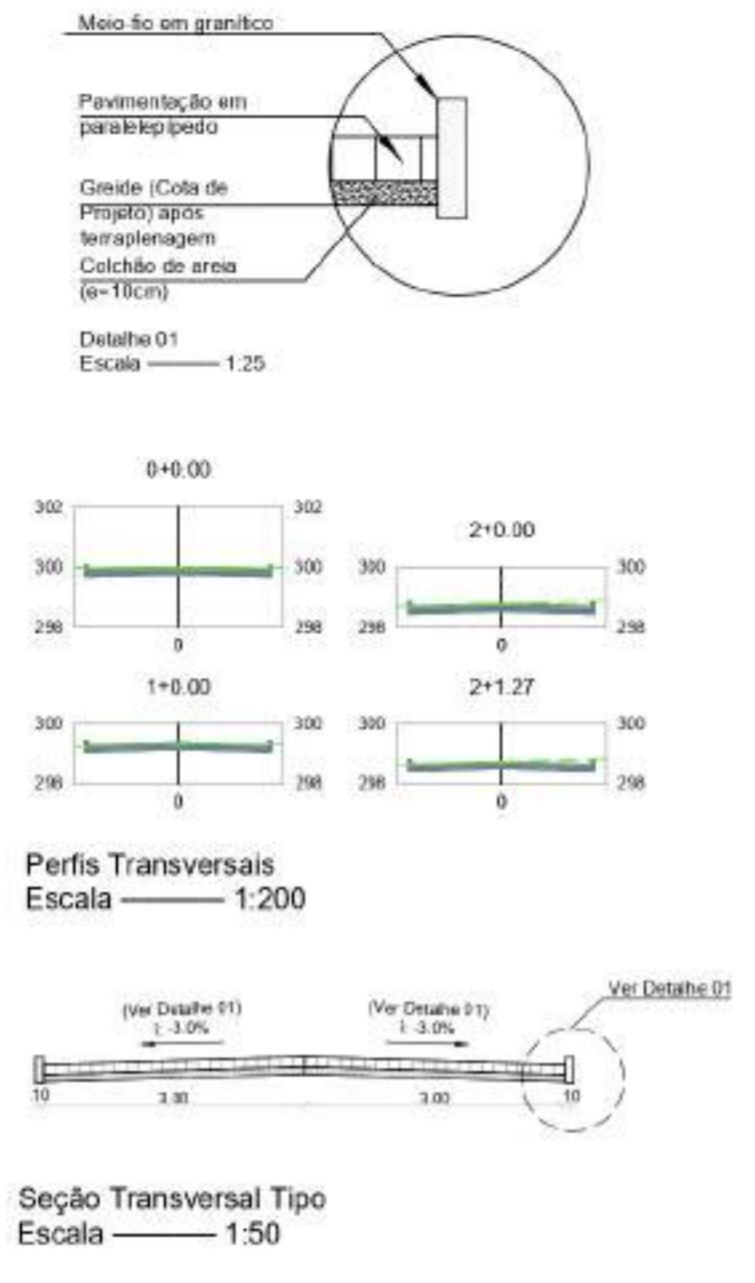 Meio-fio em granítico
Pavimentação em
paralelepípedo
Greide (Cota de
Projeto) após
terraplenagem
Colchão de areia
(e=10cm)
Detalhe 01
Escala 1:25
0+0.00
302 302
300 300
298 298
0
2+0.00
300 300
298 298
0
1+0.00
300 300
298 298
0
2+1.27
300 300
298 298
0
Perfis Transversais
Escala 1:200
Ver Detalhe 01
(Ver Detalhe 01) (Ver Detalhe 01)
i: -3.0% i: -3.0%
10 3.00 10
Seção Transversal Tipo
Escala 1:50